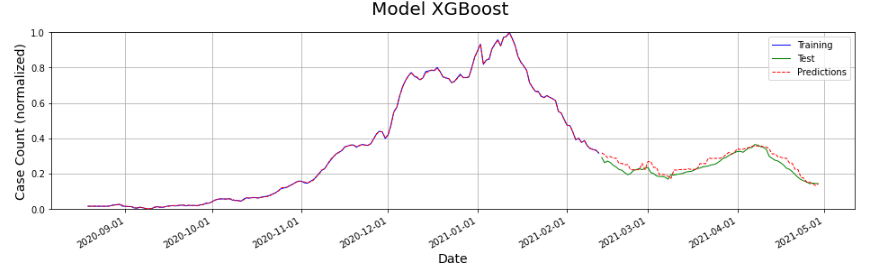 Model XGBoost
Case Count (normalized)
1.0
0.8
0.6
0.4
0.2
0.0
Training
Test
Predictions
2020-09-01
2020-10-01
2020-11-01
2020-12-01
2021-01-01
2021-02-01
2021-03-01
2021-04-01
2021-05-01
Date